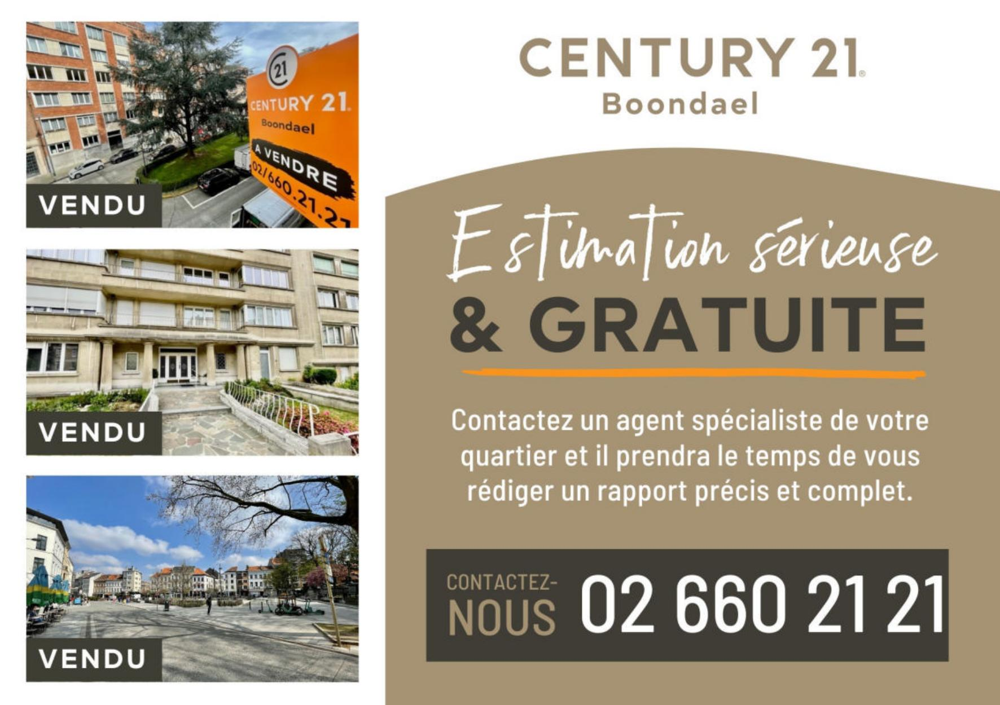 21
CENTURY 21.
Boondael
A VENDRE
02/660.21.21
VENDU
VENDU
VENDU
CENTURY 21®
Boondael
Estimation sérieuse
& GRATUITE
Contactez un agent spécialiste de votre
quartier et il prendra le temps de vous
rédiger un rapport précis et complet.
CONTACTEZ-
NOUS
02 660 21 21